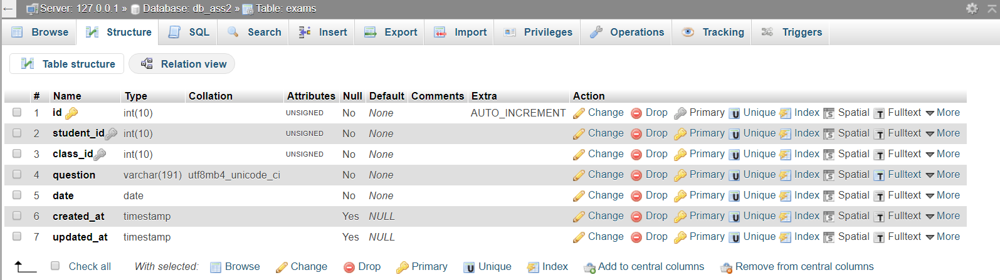 Server: 127.0.0.1 » Database: db_ass2 » Table: exams
Browse Structure SQL Search Insert Export Import Privileges Operations Tracking Triggers
Table structure Relation view
# Name Type Collation Attributes Null Default Comments Extra Action
1 id int(10) UNSIGNED No None AUTO_INCREMENT Change Drop Primary Unique Index Spatial Fulltext More
2 student_id int(10) UNSIGNED No None Change Drop Primary Unique Index Spatial Fulltext More
3 class_id int(10) UNSIGNED No None Change Drop Primary Unique Index Spatial Fulltext More
4 question varchar(191) utf8mb4_unicode_ci No None Change Drop Primary Unique Index Spatial Fulltext More
5 date date No None Change Drop Primary Unique Index Spatial Fulltext More
6 created_at timestamp Yes NULL Change Drop Primary Unique Index Spatial Fulltext More
7 updated_at timestamp Yes NULL Change Drop Primary Unique Index Spatial Fulltext More
Check all With selected: Browse Change Drop Primary Unique Index Add to central columns Remove from central columns